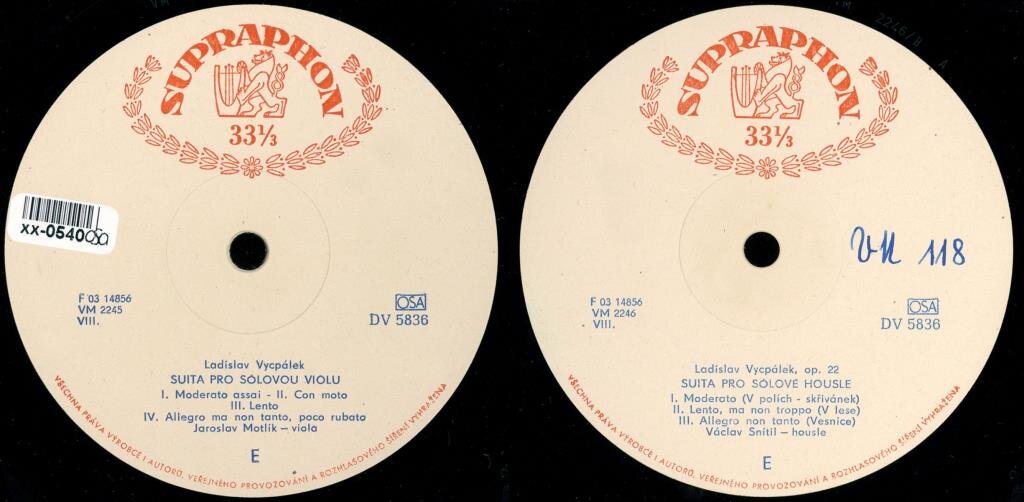 SUPRAPHON
33⅓
xx-0540
OSA
F 03 14856
VM 2245
VIII.
OSA
DV 5836
Ladislav Vycpálek
SUITA PRO SÓLOVOU VIOLU
I. Moderato assai - II. Con moto
III. Lento
IV. Allegro ma non tanto, poco rubato
Jaroslav Motlík – viola
E
VŠECHNA PRÁVA VÝROBCE I AUTORŮ, VEŘEJNÉHO PROVOZOVÁNÍ A ROZHLASOVÉHO ŠÍŘENÍ VYHRAŽENA
2246/B
A
SUPRAPHON
33⅓
VM 118
F 03 14856
VM 2246
VIII.
OSA
DV 5836
Ladislav Vycpálek, op. 22
SUITA PRO SÓLOVÉ HOUSLE
I. Moderato (V polích - skřivánek)
II. Lento, ma non troppo (V lese)
III. Allegro non tanto (Vesnice)
Václav Snítil – housle
E
VŠECHNA PRÁVA VÝROBCE I AUTORŮ, VEŘEJNÉHO PROVOZOVÁNÍ A ROZHLASOVÉHO ŠÍŘENÍ VYHRAŽENA